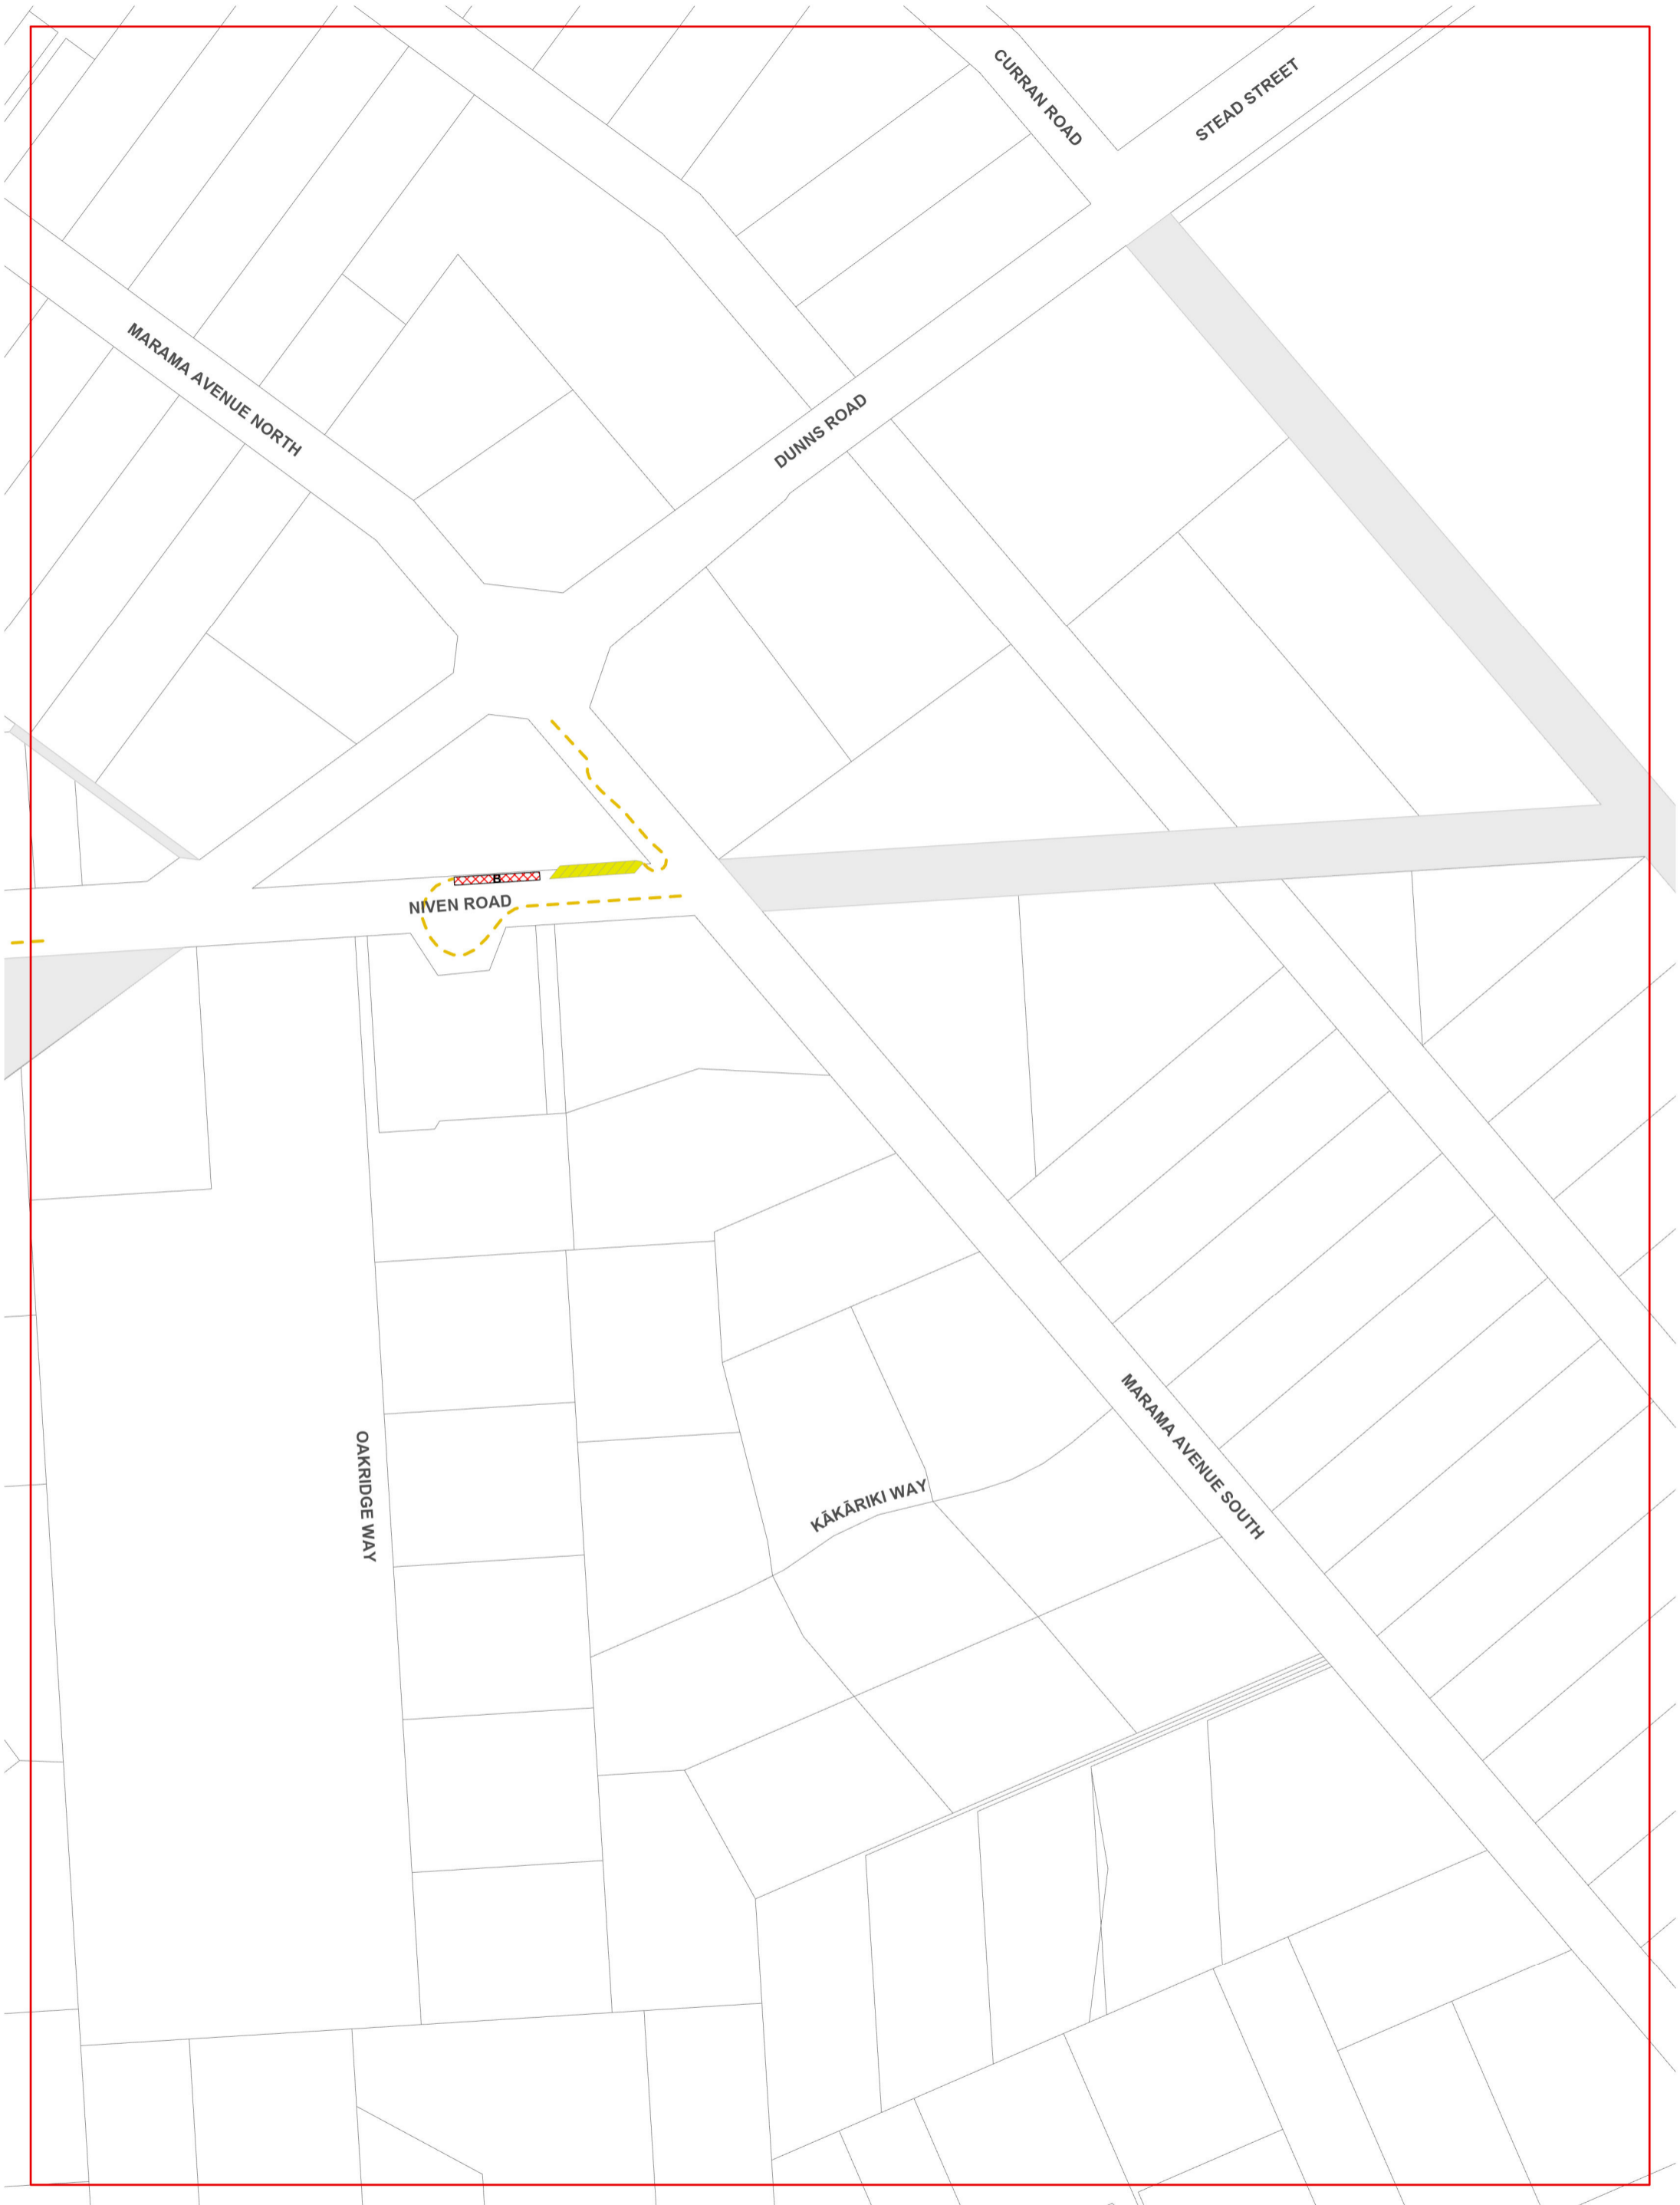 CURRAN ROAD
STEAD STREET
MARAMA AVENUE NORTH
DUNNS ROAD
B
NIVEN ROAD
MARAMA AVENUE SOUTH
OAKRIDGE WAY
KĀKĀRIKI WAY